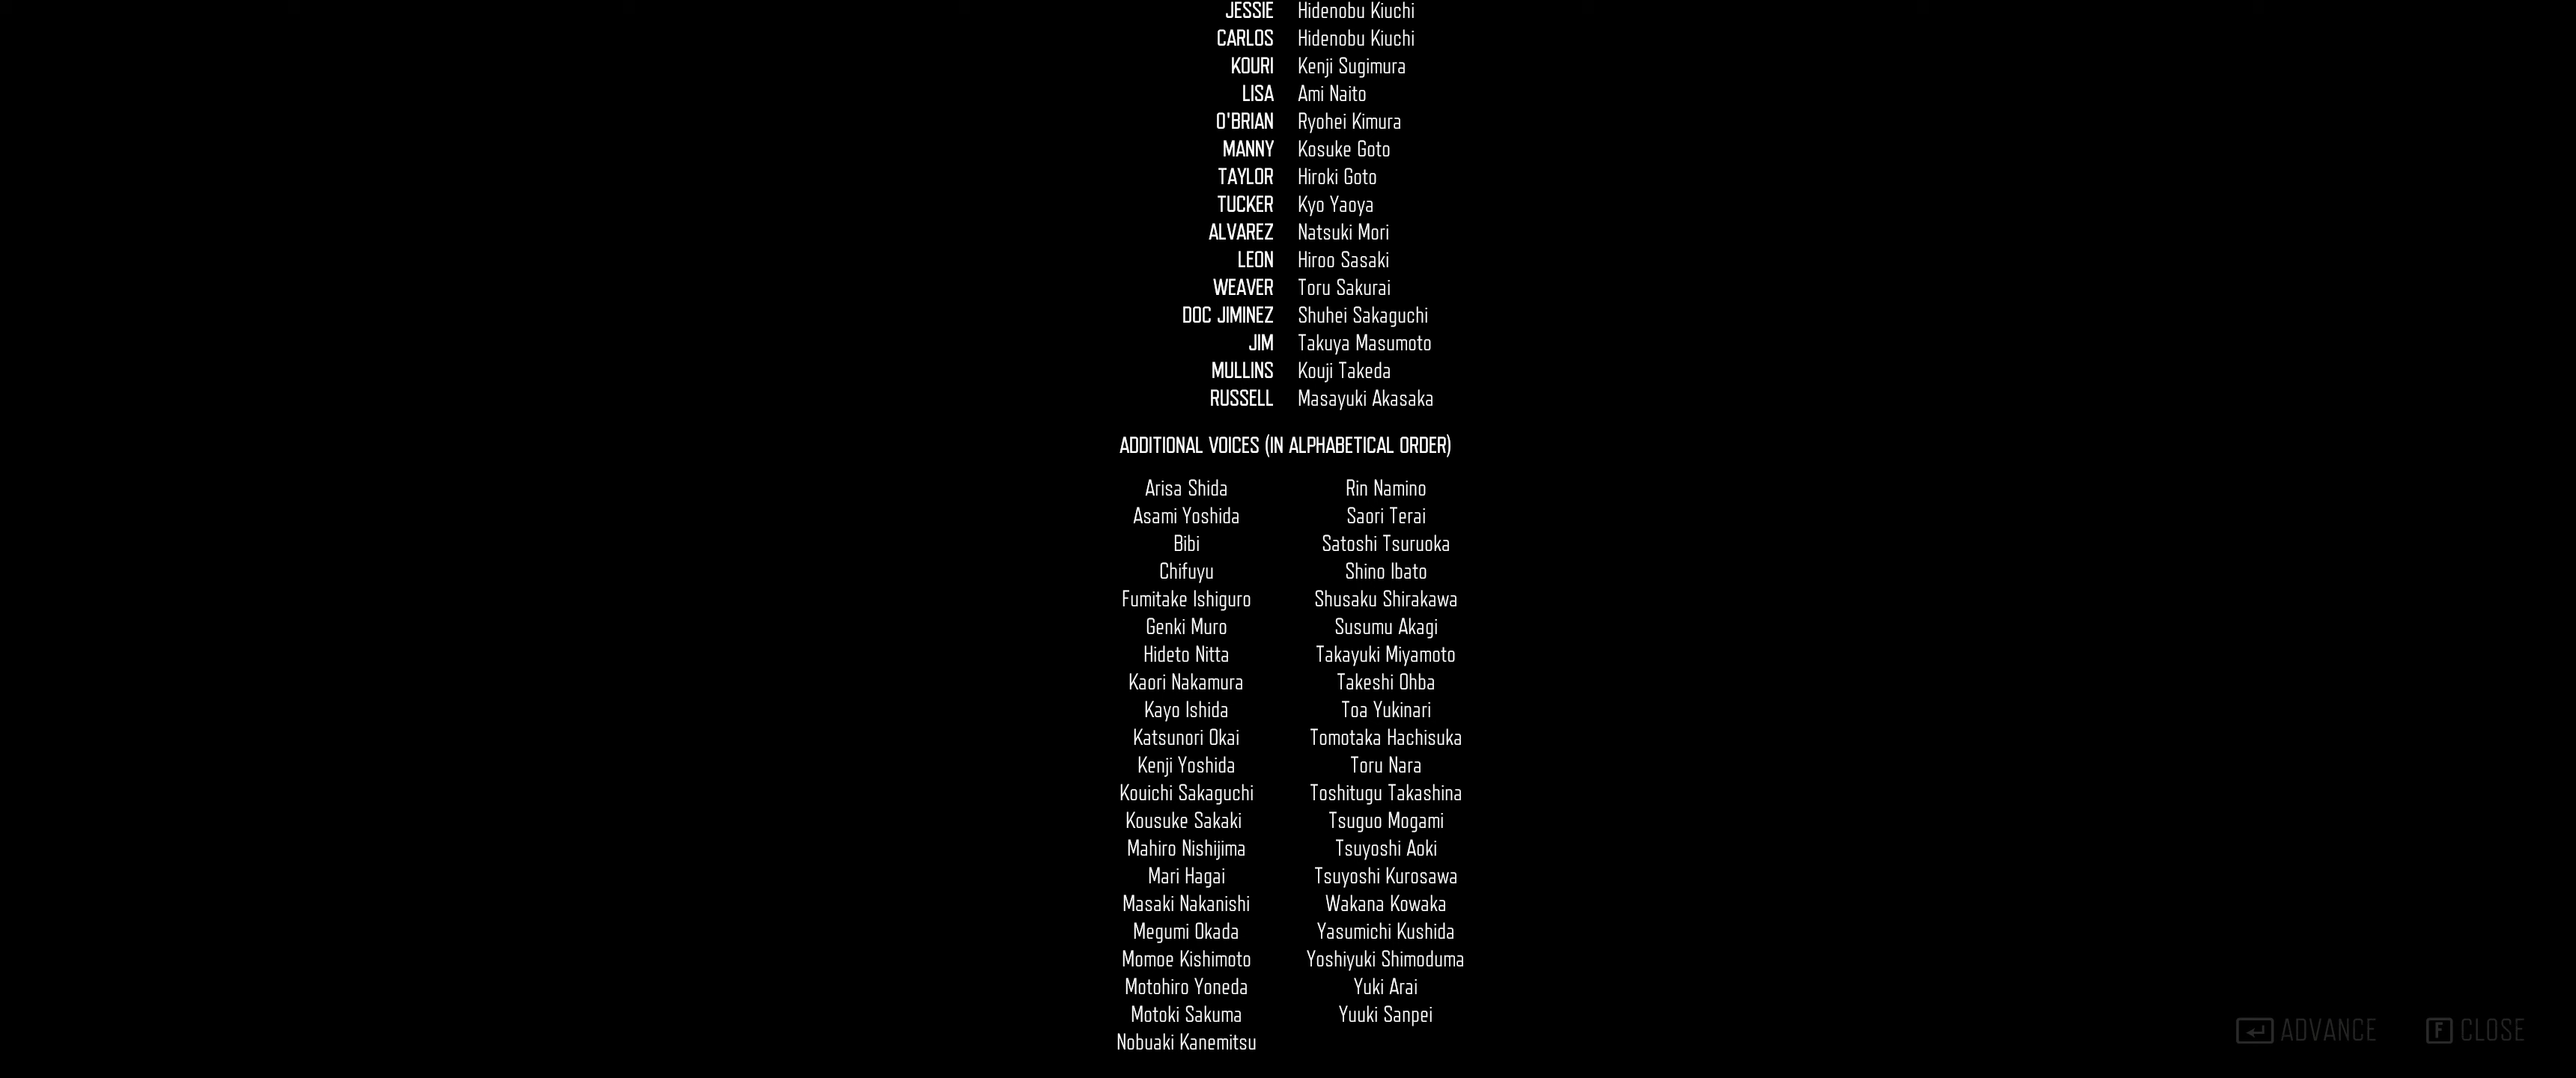 JESSIE Hidenobu Kiuchi
CARLOS Hidenobu Kiuchi
KOURI Kenji Sugimura
LISA Ami Naito
O'BRIAN Ryohei Kimura
MANNY Kosuke Goto
TAYLOR Hiroki Goto
TUCKER Kyo Yaoya
ALVAREZ Natsuki Mori
LEON Hiroo Sasaki
WEAVER Toru Sakurai
DOC JIMINEZ Shuhei Sakaguchi
JIM Takuya Masumoto
MULLINS Kouji Takeda
RUSSELL Masayuki Akasaka
ADDITIONAL VOICES (IN ALPHABETICAL ORDER)
Arisa Shida
Asami Yoshida
Bibi
Chifuyu
Fumitake Ishiguro
Genki Muro
Hideto Nitta
Kaori Nakamura
Kayo Ishida
Katsunori Okai
Kenji Yoshida
Kouichi Sakaguchi
Kousuke Sakaki
Mahiro Nishijima
Mari Hagai
Masaki Nakanishi
Megumi Okada
Momoe Kishimoto
Motohiro Yoneda
Motoki Sakuma
Nobuaki Kanemitsu
Rin Namino
Saori Terai
Satoshi Tsuruoka
Shino Ibato
Shusaku Shirakawa
Susumu Akagi
Takayuki Miyamoto
Takeshi Ohba
Toa Yukinari
Tomotaka Hachisuka
Toru Nara
Toshitugu Takashina
Tsuguo Mogami
Tsuyoshi Aoki
Tsuyoshi Kurosawa
Wakana Kowaka
Yasumichi Kushida
Yoshiyuki Shimoduma
Yuki Arai
Yuuki Sanpei
ADVANCE
F CLOSE